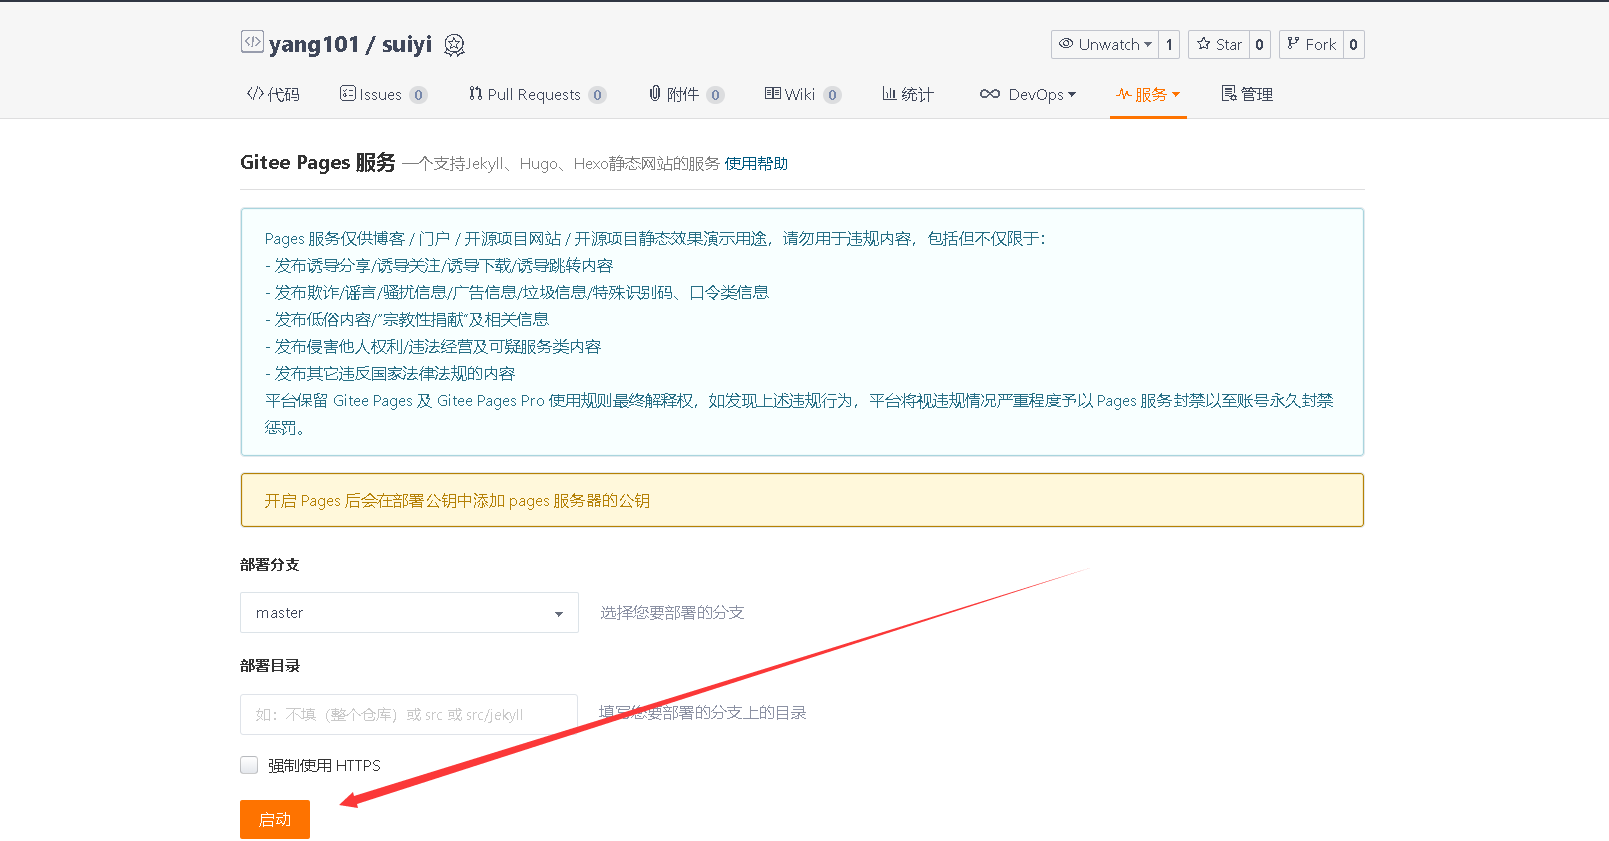 yang101 / suiyi
Unwatch 1 Star 0 Fork 0
代码 Issues 0 Pull Requests 0 附件 0 Wiki 0 统计 DevOps 服务 管理
Gitee Pages 服务 一个支持Jekyll、Hugo、Hexo静态网站的服务 使用帮助
Pages 服务仅供博客 / 门户 / 开源项目网站 / 开源项目静态效果演示用途，请勿用于违规内容，包括但不仅限于：
- 发布诱导分享/诱导关注/诱导下载/诱导跳转内容
- 发布欺诈/谣言/骚扰信息/广告信息/垃圾信息/特殊识别码、口令类信息
- 发布低俗内容/“宗教性捐献“及相关信息
- 发布侵害他人权利/违法经营及可疑服务类内容
- 发布其它违反国家法律法规的内容
平台保留 Gitee Pages 及 Gitee Pages Pro 使用规则最终解释权，如发现上述违规行为，平台将视违规情况严重程度予以 Pages 服务封禁以至账号永久封禁
惩罚。
开启 Pages 后会在部署公钥中添加 pages 服务器的公钥
部署分支
master 选择您要部署的分支
部署目录
如：不填（整个仓库）或 src 或 src/jekyll 填写您要部署的分支上的目录
强制使用 HTTPS
启动